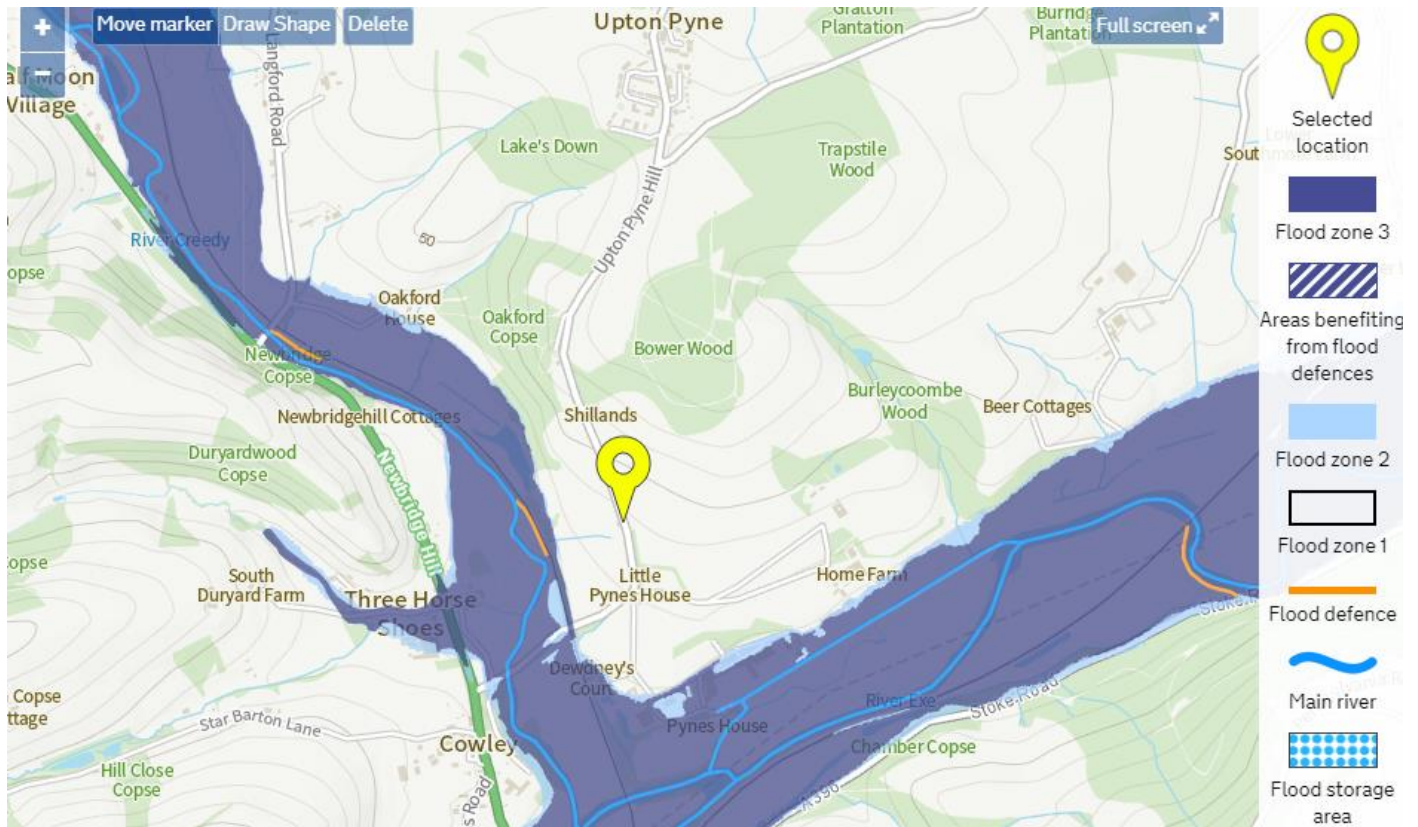 +
Move marker
Draw Shape
Delete
Full screen
−
Upton Pyne
Gratton
Plantation
Burridge
Plantation
Langford Road
alf Moon
Village
Lake's Down
Trapstile
Wood
Upton Pyne Hill
River Creedy
50
opse
Oakford
House
Oakford
Copse
Newbridge
Copse
Bower Wood
Newbridgehill Cottages
Shillands
Burleycoombe
Wood
Beer Cottages
Duryardwood
Copse
Newbridge Hill
opse
South
Duryard Farm
Three Horse
Shoes
Little
Pynes House
Home Farm
Dewdney's
Court
Pynes House
River Exe
Stoke Road
Stoke R
Copse
ttage
Star Barton Lane
Cowley
Chamber Copse
Hill Close
Copse
s Road
A396
Sout
Selected
location
Flood zone 3
Areas benefiting
from flood
defences
Flood zone 2
Flood zone 1
Flood defence
Main river
Flood storage
area